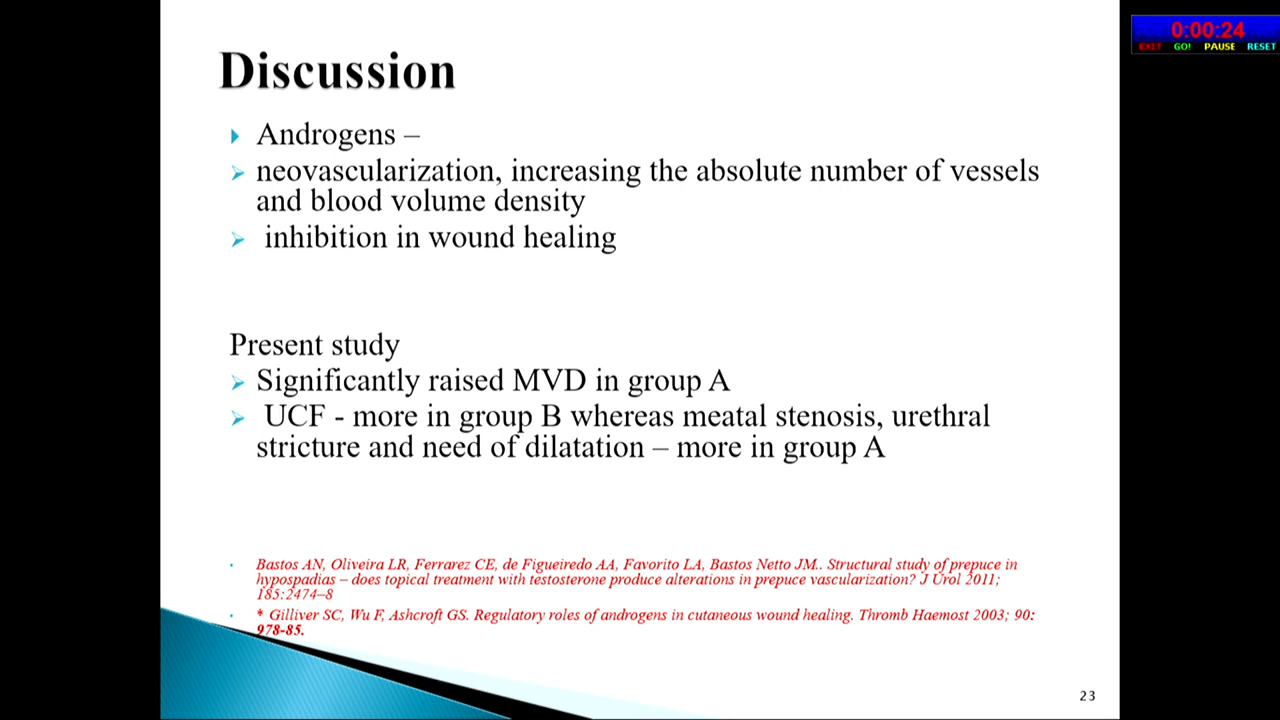 0:00:24
EXIT GO! PAUSE RESET
Discussion
Androgens –
neovascularization, increasing the absolute number of vessels
and blood volume density
inhibition in wound healing
Present study
Significantly raised MVD in group A
UCF - more in group B whereas meatal stenosis, urethral
stricture and need of dilatation – more in group A
Bastos AN, Oliveira LR, Ferrarez CE, de Figueiredo AA, Favorito LA, Bastos Netto JM.. Structural study of prepuce in
hypospadias – does topical treatment with testosterone produce alterations in prepuce vascularization? J Urol 2011;
185:2474–8
* Gilliver SC, Wu F, Ashcroft GS. Regulatory roles of androgens in cutaneous wound healing. Thromb Haemost 2003; 90:
978-85.
23